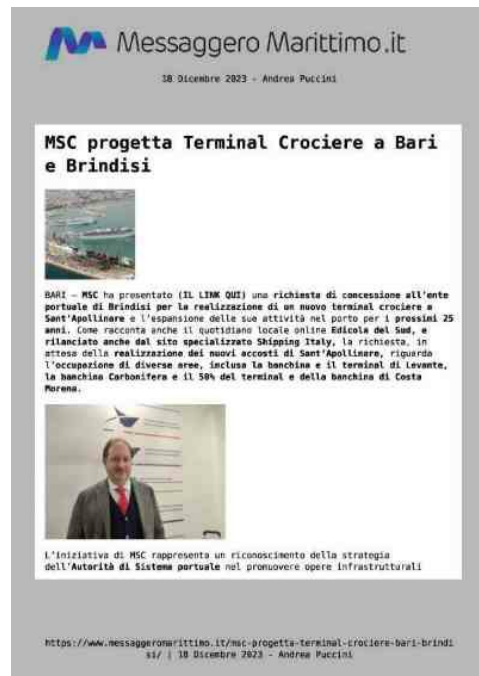 Messaggero Marittimo.it
18 Dicembre 2023 - Andrea Puccini
MSC progetta Terminal Crociere a Bari
e Brindisi
BARI – MSC ha presentato (IL LINK QUI) una richiesta di concessione all'ente
portuale di Brindisi per la realizzazione di un nuovo terminal crociere a
Sant'Apollinare e l'espansione delle sue attività nel porto per i prossimi 25
anni. Come racconta anche il quotidiano locale online Edicola del Sud, e
rilanciato anche dal sito specializzato Shipping Italy, la richiesta, in
attesa della realizzazione dei nuovi accosti di Sant'Apollinare, riguarda
l'occupazione di diverse aree, inclusa la banchina e il terminal di Levante,
la banchina Carbonifera e il 50% del terminal e della banchina di Costa
Morena.
L'iniziativa di MSC rappresenta un riconoscimento della strategia
dell'Autorità di Sistema portuale nel promuovere opere infrastrutturali
https://www.messaggeromarittimo.it/msc-progetta-terminal-crociere-bari-brindi
si/ | 18 Dicembre 2023 - Andrea Puccini